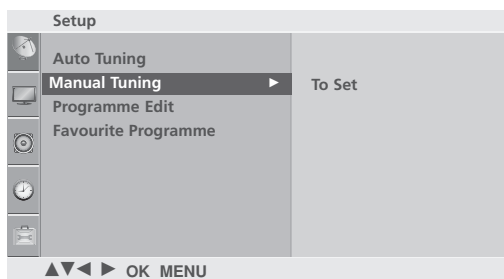 Setup
Auto Tuning
Manual Tuning ► To Set
Programme Edit
Favourite Programme
▲▼◄ ► OK MENU